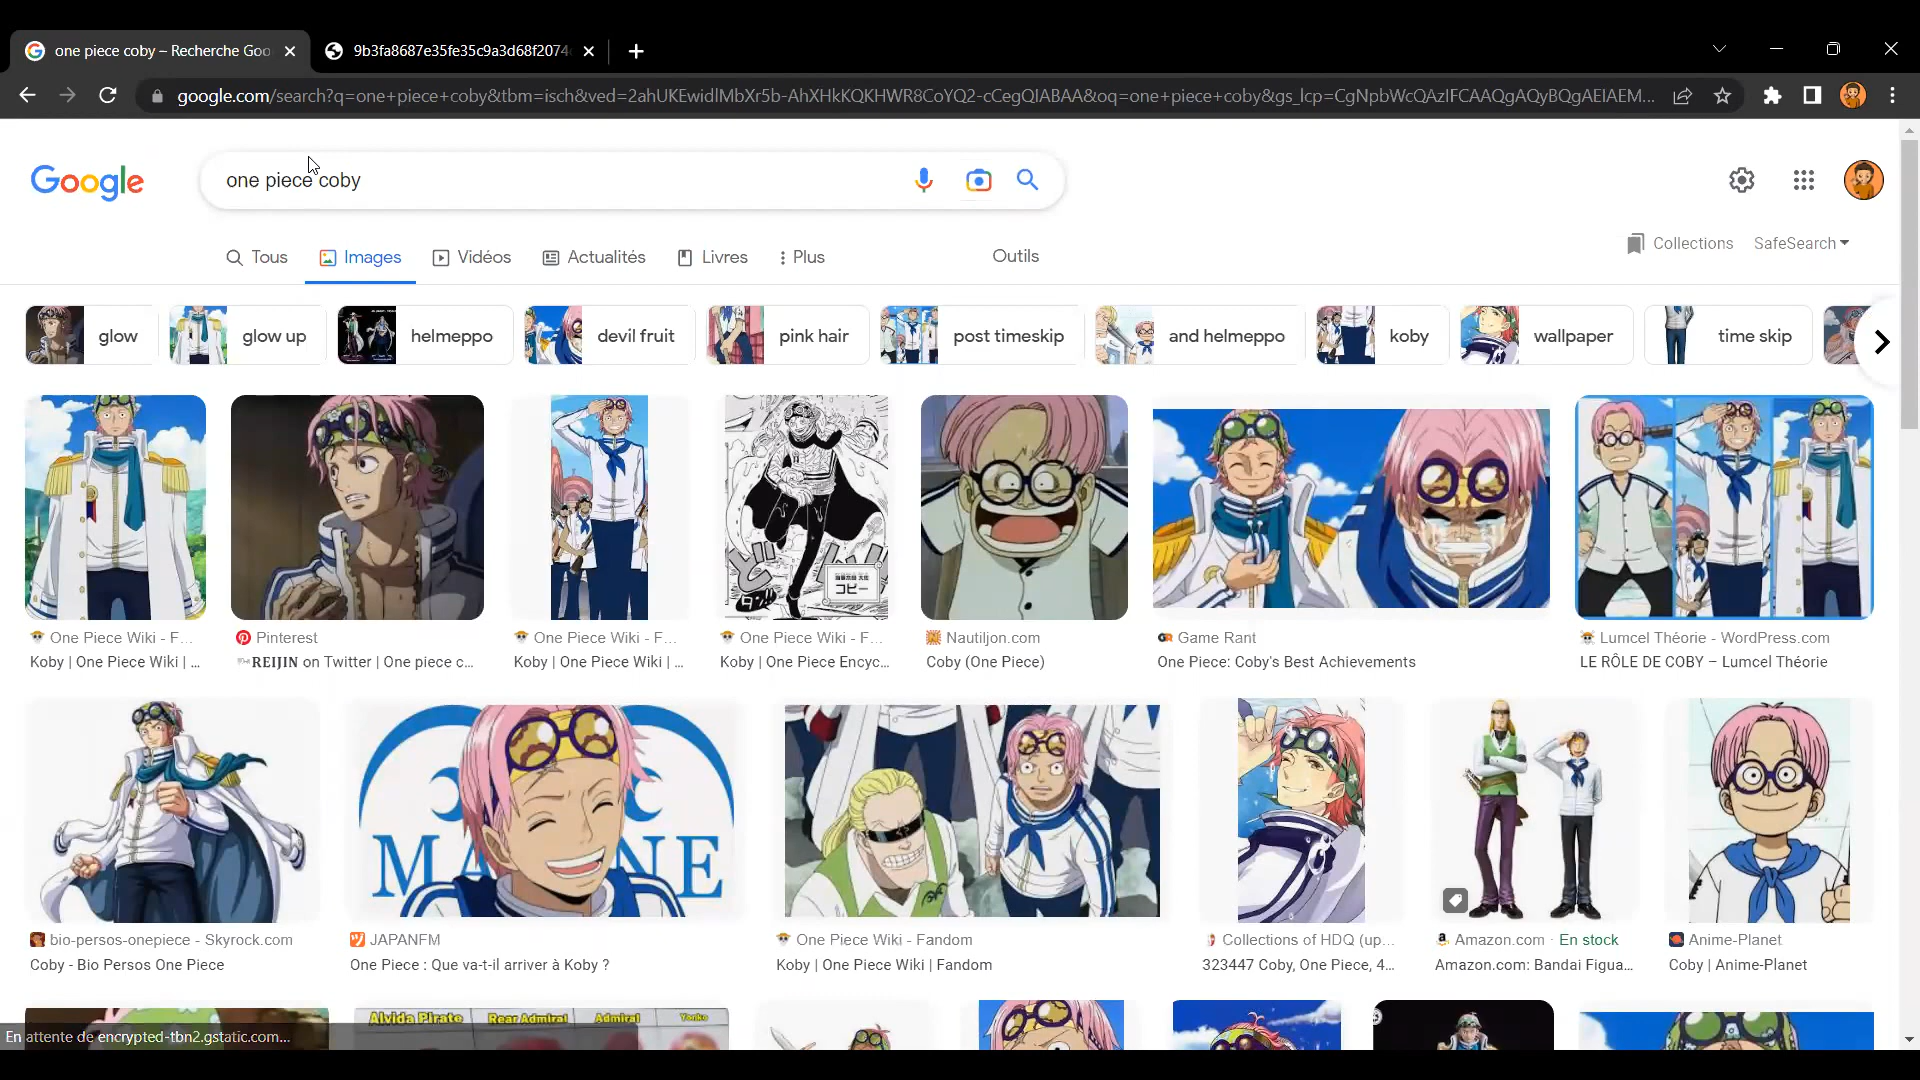 one piece coby – Recherche Goo
9b3fa8687e35fe35c9a3d68f2074
google.com/search?q=one+piece+coby&tbm=isch&ved=2ahUKEwidlMbXr5b-AhXHkKQKHWR8CoYQ2-cCegQIABAA&oq=one+piece+coby&gs_lcp=CgNpbWcQAzIFCAAQgAQyBQgAEIAEM...
Google
one piece coby
Tous
Images
Vidéos
Actualités
Livres
Plus
Outils
Collections
SafeSearch
glow
glow up
helmeppo
devil fruit
pink hair
post timeskip
and helmeppo
koby
wallpaper
time skip
コビー
One Piece Wiki - F...
Koby | One Piece Wiki | ...
Pinterest
REIJIN on Twitter | One piece c...
One Piece Wiki - F...
Koby | One Piece Wiki | ...
One Piece Wiki - F...
Koby | One Piece Encyc...
Nautiljon.com
Coby (One Piece)
Game Rant
One Piece: Coby's Best Achievements
Lumcel Théorie - WordPress.com
LE RÔLE DE COBY – Lumcel Théorie
MA NE
bio-persos-onepiece - Skyrock.com
Coby - Bio Persos One Piece
JAPANFM
One Piece : Que va-t-il arriver à Koby ?
One Piece Wiki - Fandom
Koby | One Piece Wiki | Fandom
Collections of HDQ (up...
323447 Coby, One Piece, 4...
Amazon.com · En stock
Amazon.com: Bandai Figua...
Anime-Planet
Coby | Anime-Planet
Alvida Pirate
Rear Admiral
Admiral
Yonko
En attente de encrypted-tbn2.gstatic.com...